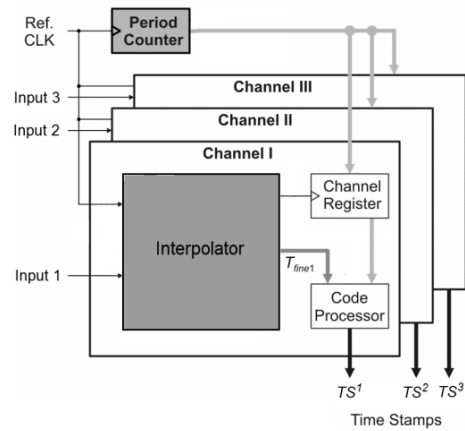 Ref.
CLK
Period
Counter
Channel III
Input 3
Channel II
Input 2
Channel I
Channel
Register
Interpolator
Input 1
Tfine1
Code
Processor
TS1 TS2 TS3
Time Stamps